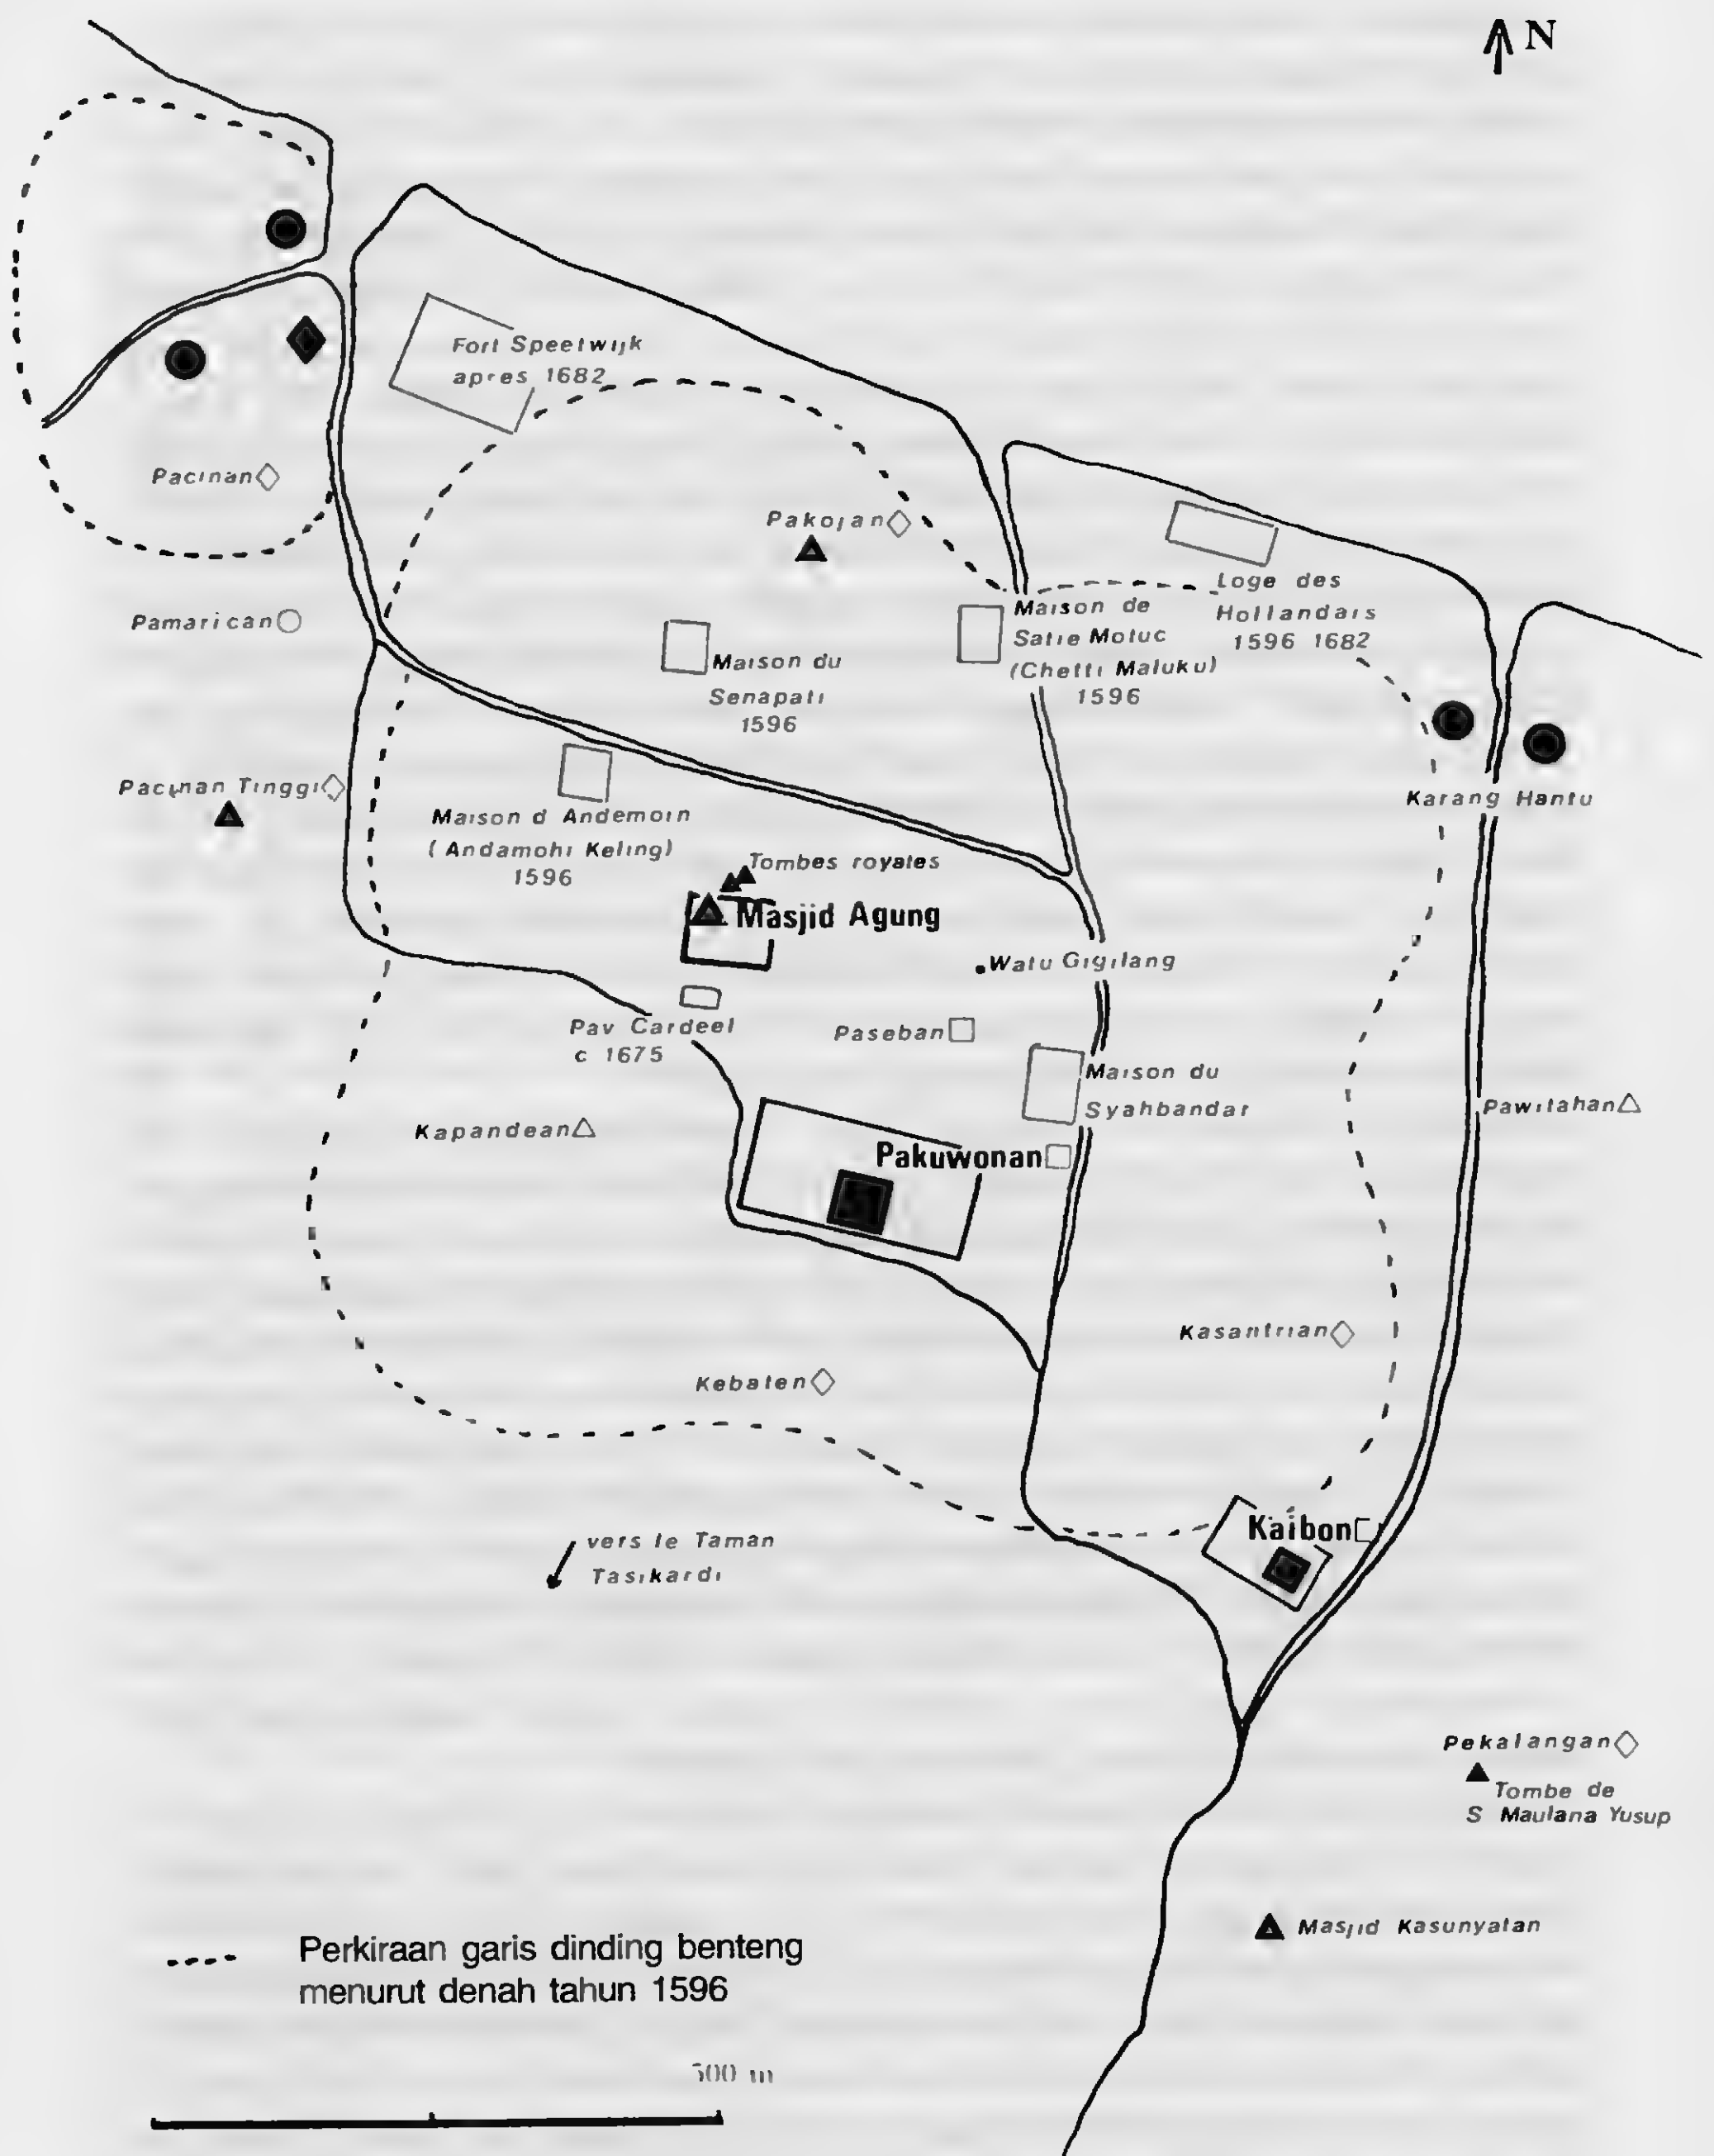 N
Fort Speelwijk
apres 1682
Pacinan
Pakojan
Loge des
Hollandais
1596 1682
Pamarican
Maison de
Satie Motuc
(Chetti Maluku)
1596
Maison du
Senapati
1596
Pacinan Tinggi
Karang Hantu
Maison d Andemoin
(Andamohi Keling)
1596
Tombes royales
Masjid Agung
Watu Gigilang
Pav Cardeel
c 1675
Paseban
Maison du
Syahbandar
Pawilahan
Kapandean
Pakuwonan
Kasantrian
Kebalen
Kaibon
vers le Taman
Tasikardi
Pekalangan
Tombe de
S Maulana Yusup
Masjid Kasunyatan
Perkiraan garis dinding benteng
menurut denah tahun 1596
500 m